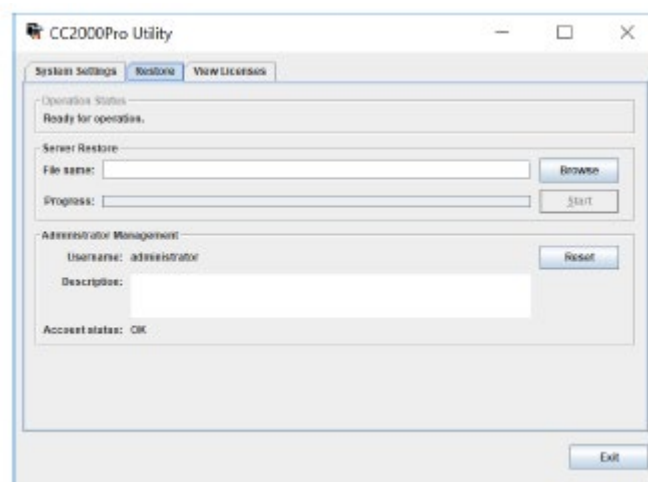 CC2000Pro Utility
System Settings Restore View Licenses
Operation Status
Ready for operation.
Server Restore
File name: Browse
Progress: Start
Administrator Management
Username: administrator Reset
Description:
Account status: OK
Exit